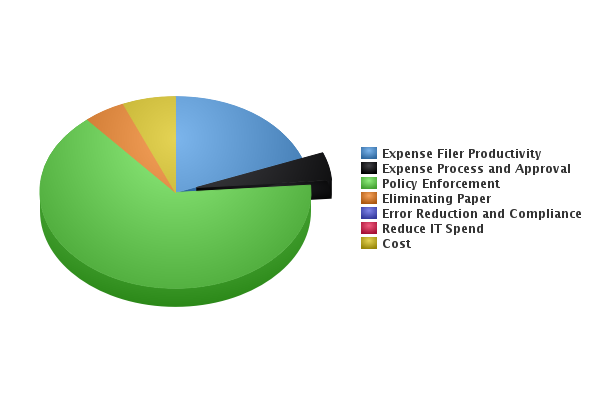 Expense Filer Productivity
Expense Process and Approval
Policy Enforcement
Eliminating Paper
Error Reduction and Compliance
Reduce IT Spend
Cost